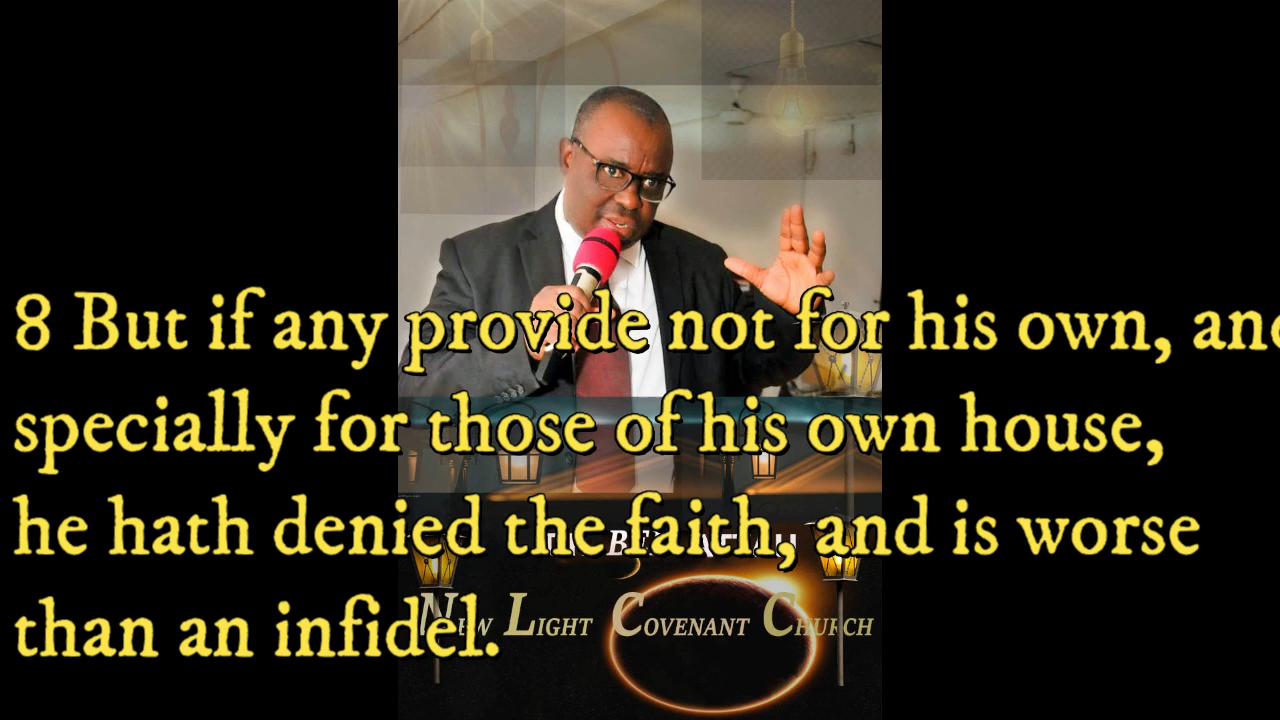 8 But if any provide not for his own, and
specially for those of his own house,
he hath denied the faith, and is worse
than an infidel.
New Light Covenant Church